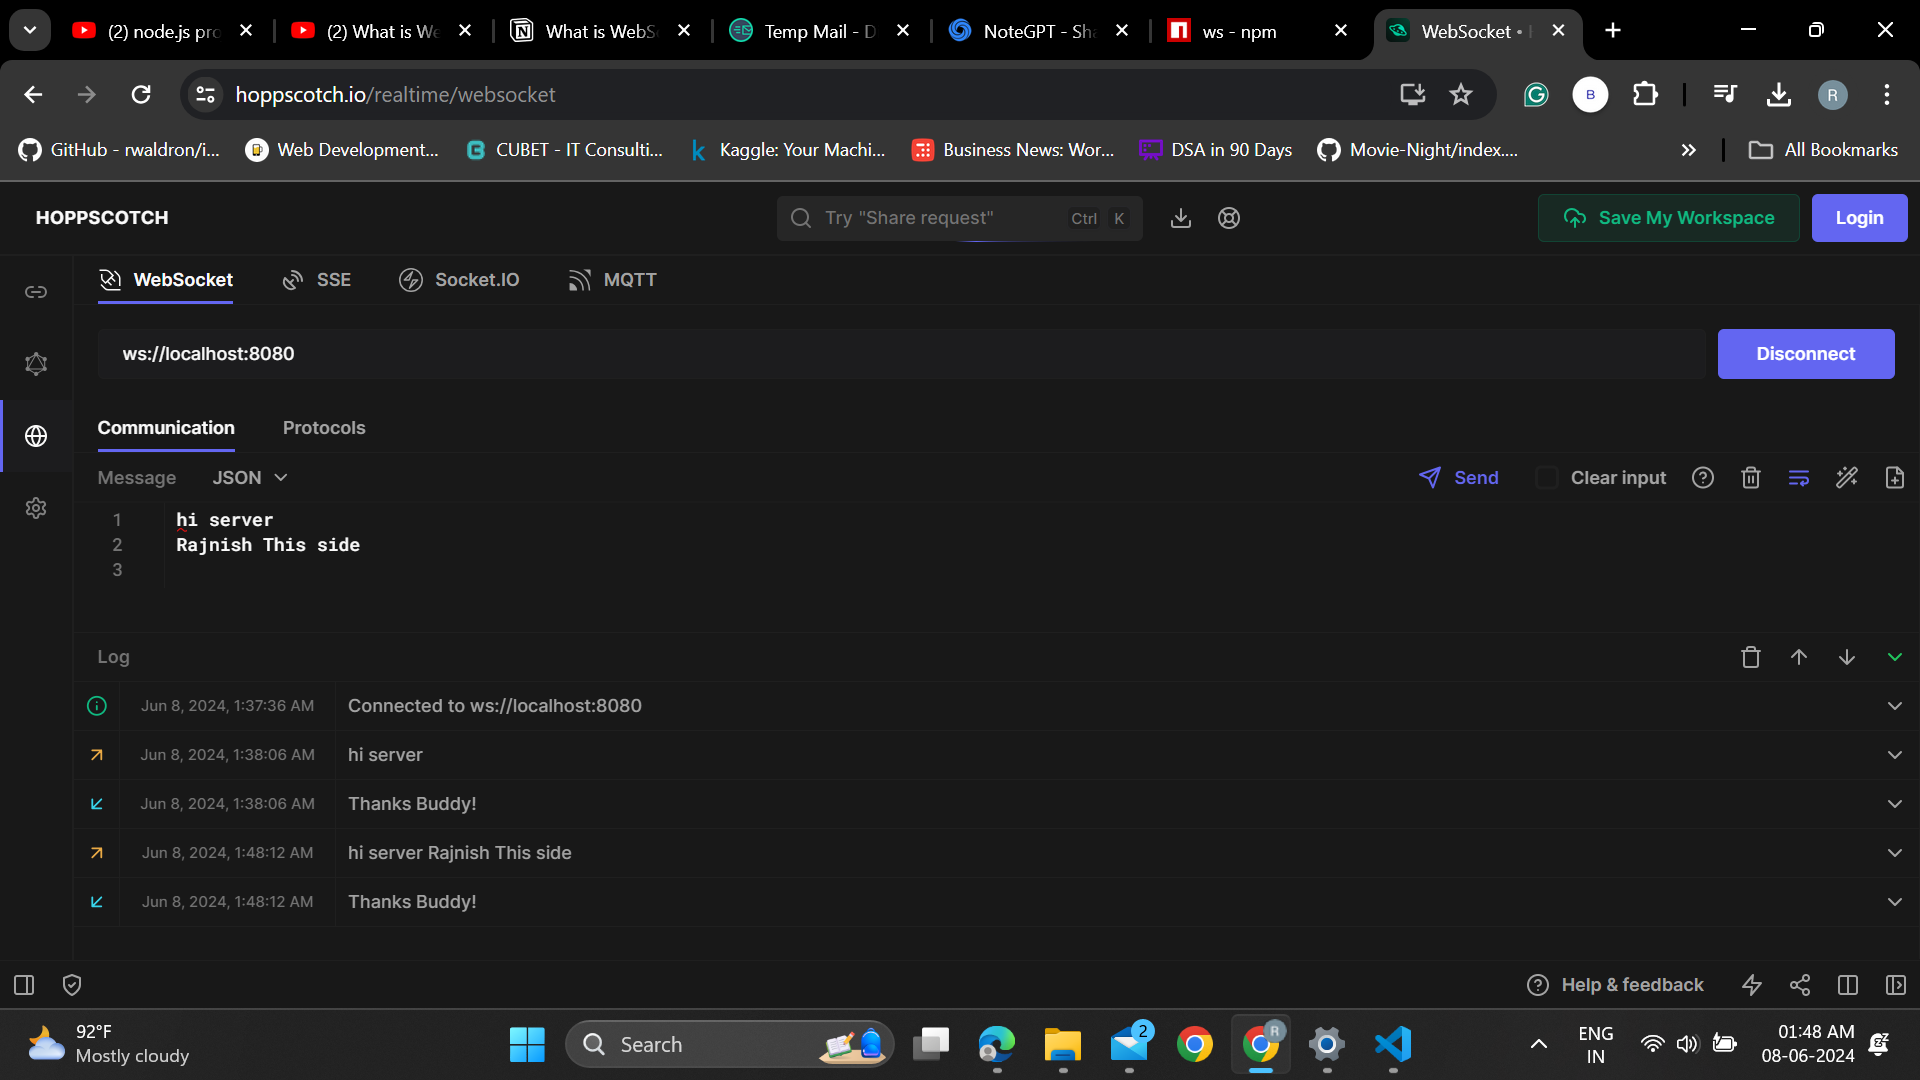 (2) node.js pro
(2) What is We
What is WebS
Temp Mail - D
NoteGPT - Sha
ws - npm
WebSocket •
hoppscotch.io/realtime/websocket
B
R
GitHub - rwaldron/i...
Web Development...
CUBET - IT Consulti...
Kaggle: Your Machi...
Business News: Wor...
DSA in 90 Days
Movie-Night/index....
All Bookmarks
HOPPSCOTCH
Try "Share request"
Ctrl K
Save My Workspace
Login
WebSocket
SSE
Socket.IO
MQTT
ws://localhost:8080
Disconnect
Communication
Protocols
Message
JSON
Send
Clear input
1 hi server
2 Rajnish This side
3
Log
Jun 8, 2024, 1:37:36 AM Connected to ws://localhost:8080
Jun 8, 2024, 1:38:06 AM hi server
Jun 8, 2024, 1:38:06 AM Thanks Buddy!
Jun 8, 2024, 1:48:12 AM hi server Rajnish This side
Jun 8, 2024, 1:48:12 AM Thanks Buddy!
Help & feedback
92°F
Mostly cloudy
Search
2
R
ENG
IN
01:48 AM
08-06-2024